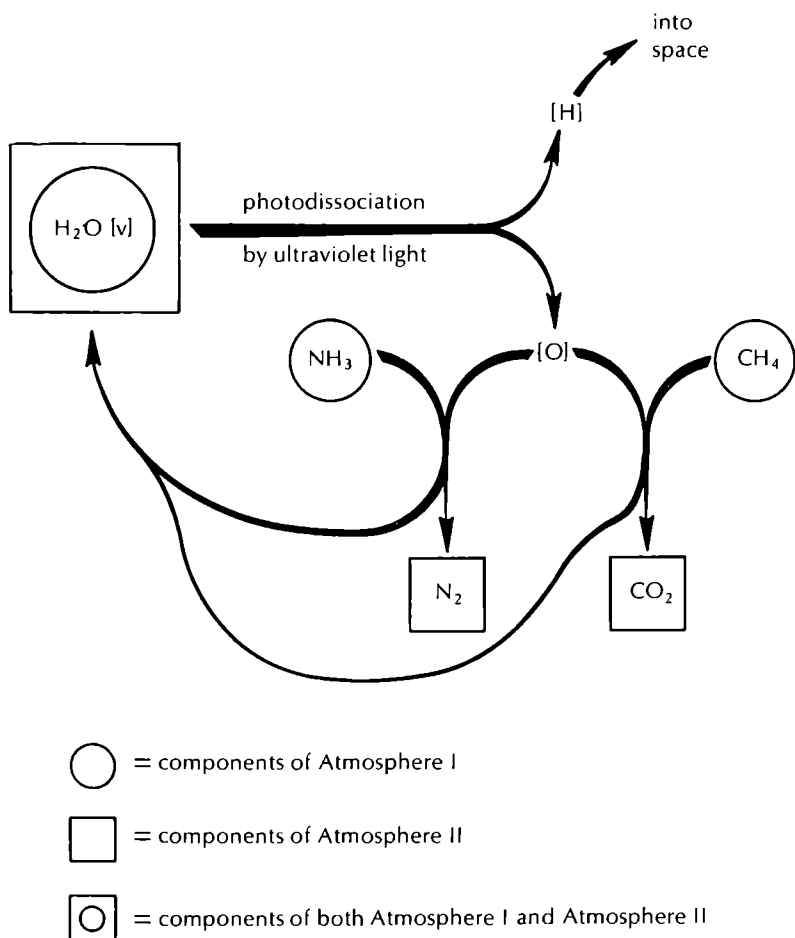 into
space
[H]
H₂O [v]
photodissociation
by ultraviolet light
NH₃
[O]
CH₄
N₂
CO₂
= components of Atmosphere I
= components of Atmosphere II
= components of both Atmosphere I and Atmosphere II